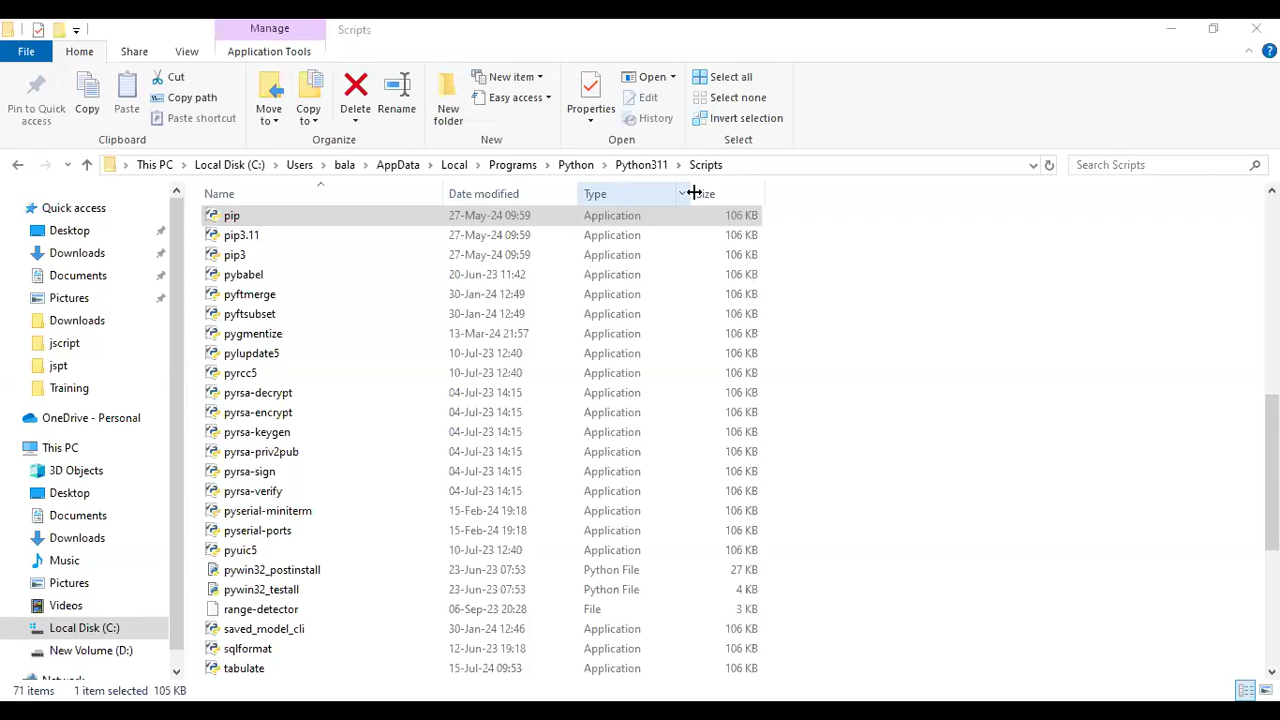 Manage
Scripts
File
Home
Share
View
Application Tools
Pin to Quick access
Copy
Paste
Cut
Copy path
Paste shortcut
Clipboard
Move to
Copy to
Delete
Rename
Organize
New folder
New item
Easy access
New
Properties
Open
Edit
History
Open
Select all
Select none
Invert selection
Select
This PC
Local Disk (C:)
Users
bala
AppData
Local
Programs
Python
Python311
Scripts
Search
Quick access
Desktop
Downloads
Documents
Pictures
Downloads
jscript
jspt
Training
OneDrive - Personal
This PC
3D Objects
Desktop
Documents
Downloads
Music
Pictures
Videos
Local Disk (C:)
New Volume (D:)
Name Date modified Type
pip 27-May-24 09:59 Application 106 KB
pip3.11 27-May-24 09:59 Application 106 KB
pip3 27-May-24 09:59 Application 106 KB
pybabel 20-Jun-23 11:42 Application 106 KB
pyftmerge 30-Jan-24 12:49 Application 106 KB
pyftsubset 30-Jan-24 12:49 Application 106 KB
pygmentize 13-Mar-24 21:57 Application 106 KB
pylupdate5 10-Jul-23 12:40 Application 106 KB
pyrcc5 10-Jul-23 12:40 Application 106 KB
pyrsa-decrypt 04-Jul-23 14:15 Application 106 KB
pyrsa-encrypt 04-Jul-23 14:15 Application 106 KB
pyrsa-keygen 04-Jul-23 14:15 Application 106 KB
pyrsa-priv2pub 04-Jul-23 14:15 Application 106 KB
pyrsa-sign 04-Jul-23 14:15 Application 106 KB
pyrsa-verify 04-Jul-23 14:15 Application 106 KB
pyserial-miniterm 15-Feb-24 19:18 Application 106 KB
pyserial-ports 15-Feb-24 19:18 Application 106 KB
pyuic5 10-Jul-23 12:40 Application 106 KB
pywin32_postinstall 23-Jun-23 07:53 Python File 27 KB
pywin32_testall 23-Jun-23 07:53 Python File 4 KB
range-detector 06-Sep-23 20:28 File 3 KB
saved_model_cli 30-Jan-24 12:46 Application 106 KB
sqlformat 12-Jun-23 19:18 Application 106 KB
tabulate 15-Jul-24 09:53 Application 106 KB
71 items 1 item selected 105 KB